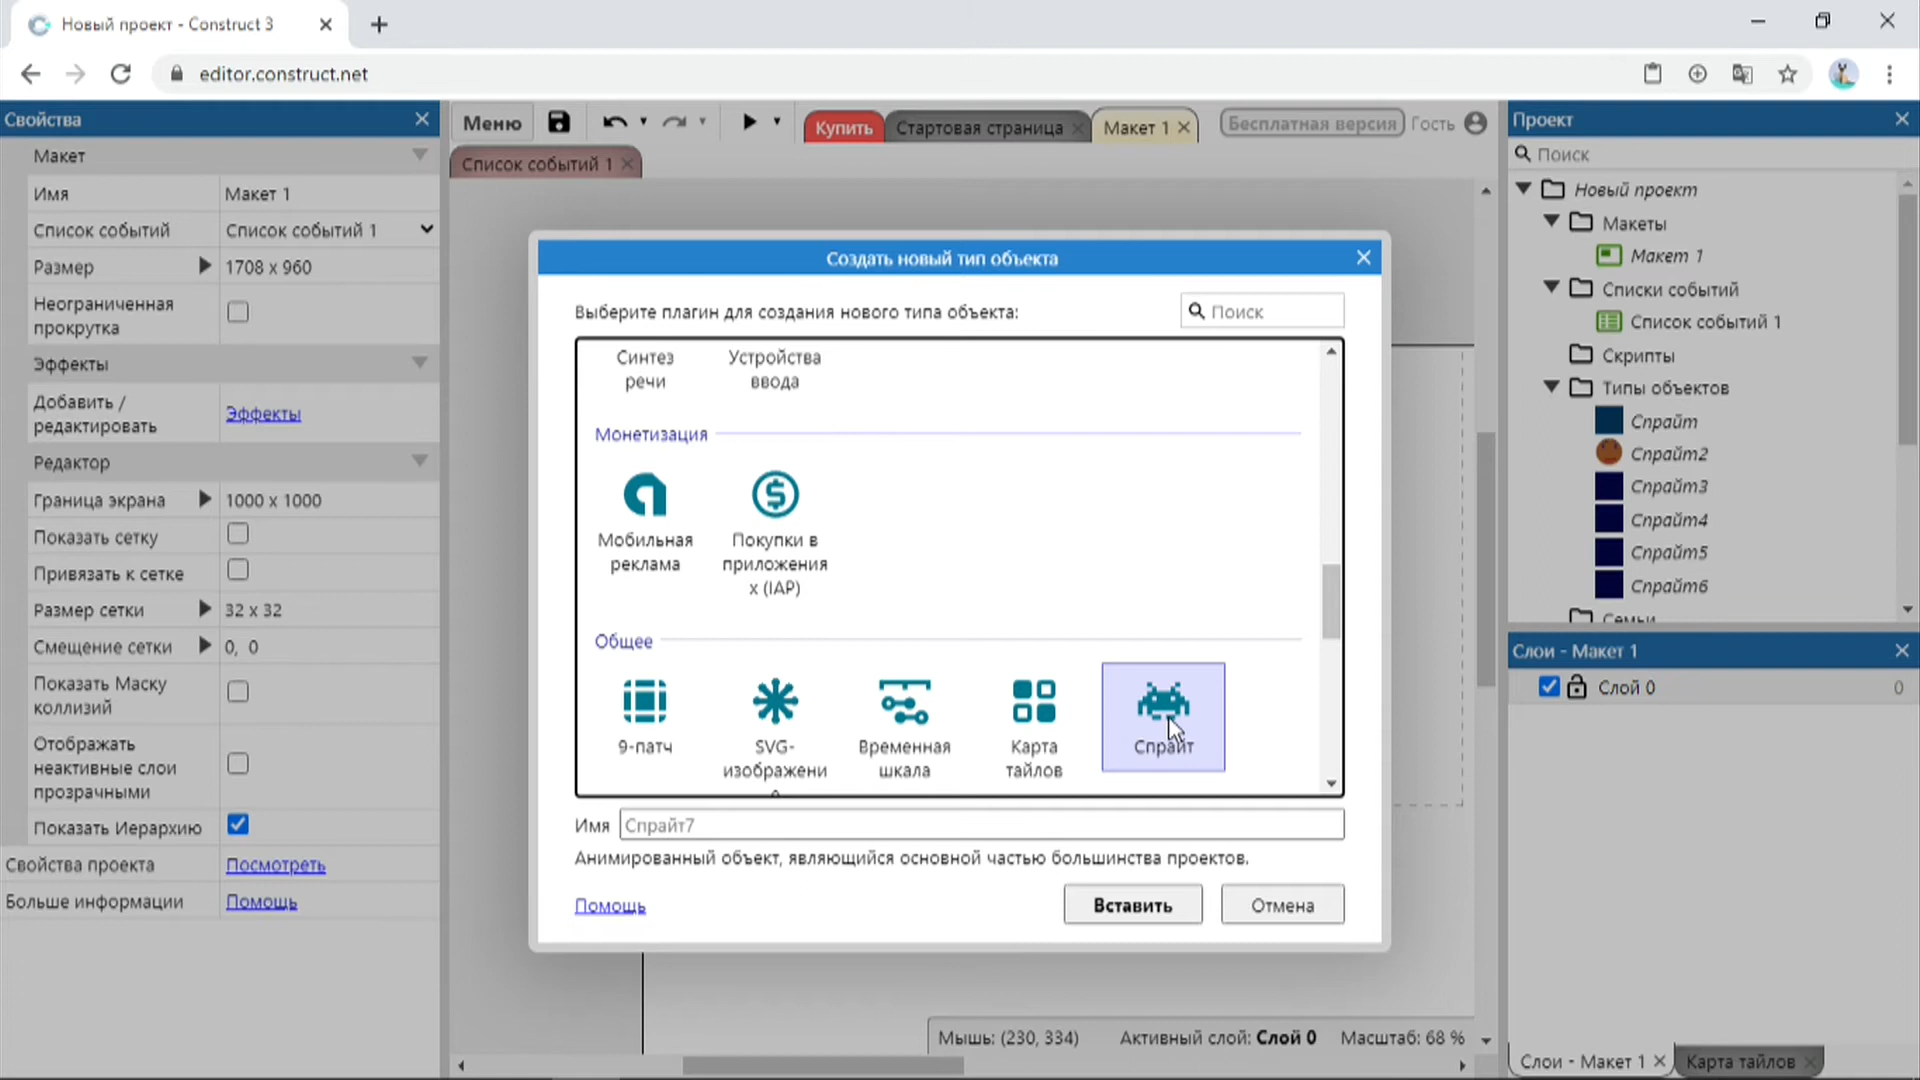 Новый проект - Construct 3
editor.construct.net
Свойства
Макет
Имя Макет 1
Список событий Список событий 1
Размер 1708 x 960
Неограниченная
прокрутка
Эффекты
Добавить /
редактировать
Эффекты
Редактор
Граница экрана 1000 x 1000
Показать сетку
Привязать к сетке
Размер сетки 32 x 32
Смещение сетки 0, 0
Показать Маску
коллизий
Отображать
неактивные слои
прозрачными
Показать Иерархию
Свойства проекта Посмотреть
Больше информации Помощь
Меню
Купить
Стартовая страница
Макет 1
Бесплатная версия
Гость
Список событий 1
Создать новый тип объекта
Выберите плагин для создания нового типа объекта:
Поиск
Синтез
речи
Устройства
ввода
Монетизация
Мобильная
реклама
Покупки в
приложения
х (IAP)
Общее
9-патч
SVG-
изображени
Временная
шкала
Карта
тайлов
Спрайт
Имя Спрайт7
Анимированный объект, являющийся основной частью большинства проектов.
Помощь
Вставить
Отмена
Мышь: (230, 334) Активный слой: Слой 0 Масштаб: 68 %
Проект
Поиск
Новый проект
Макеты
Макет 1
Списки событий
Список событий 1
Скрипты
Типы объектов
Спрайт
Спрайт2
Спрайт3
Спрайт4
Спрайт5
Спрайт6
Слои - Макет 1
Слой 0 0
Слои - Макет 1
Карта тайлов